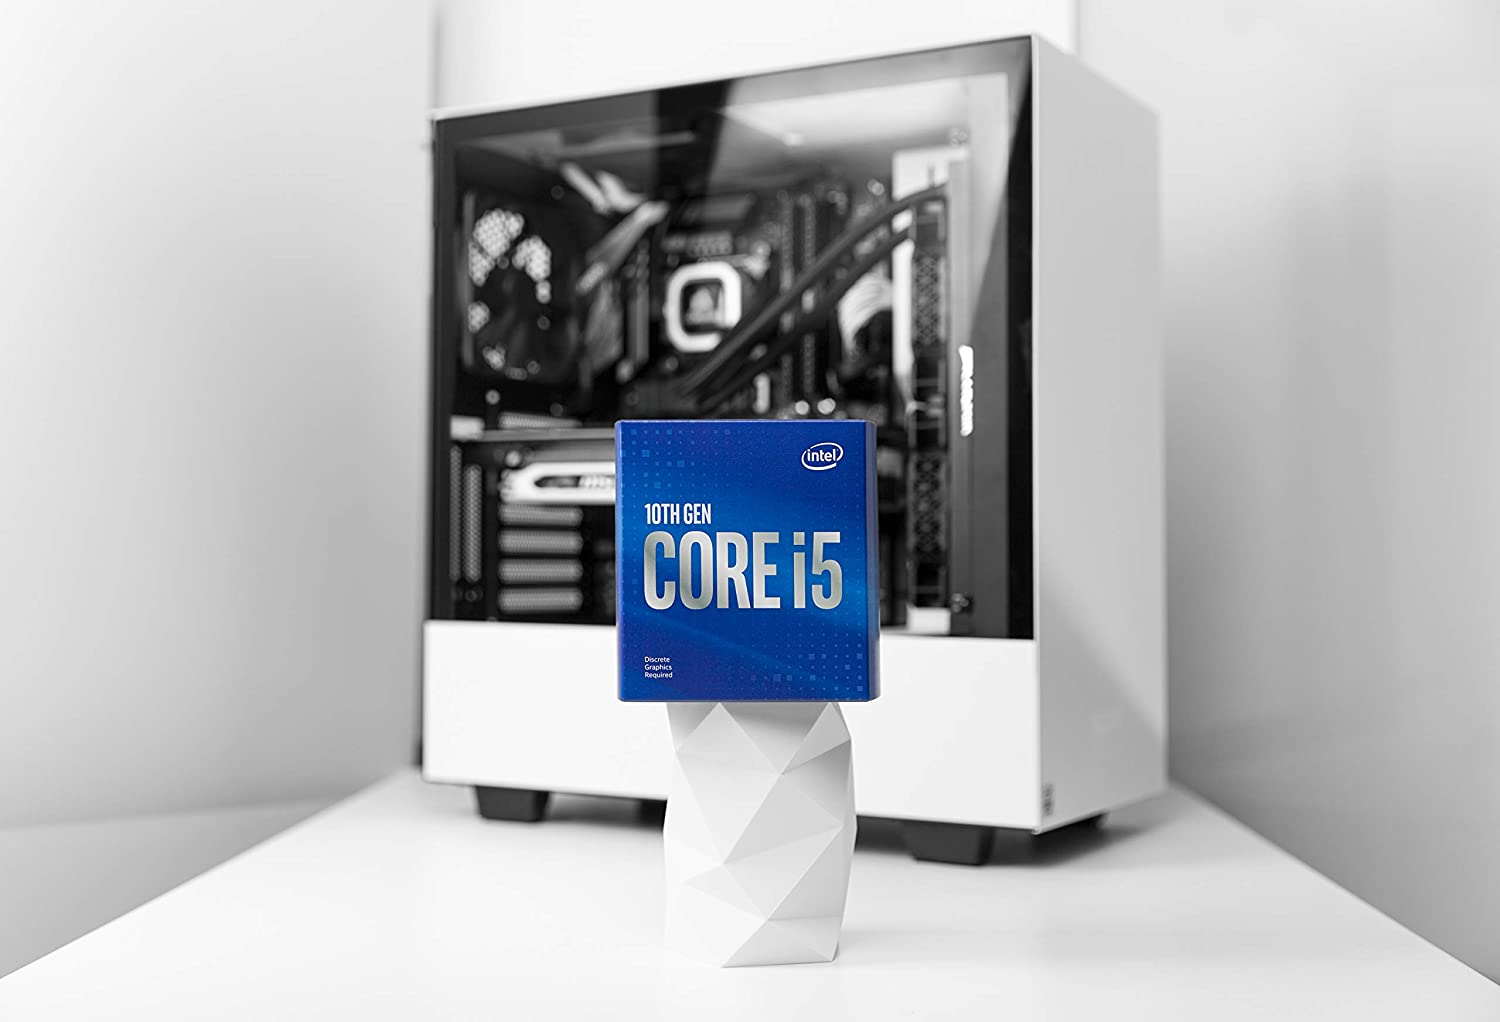 intel
10TH GEN
CORE i5
Discrete
Graphics
Required